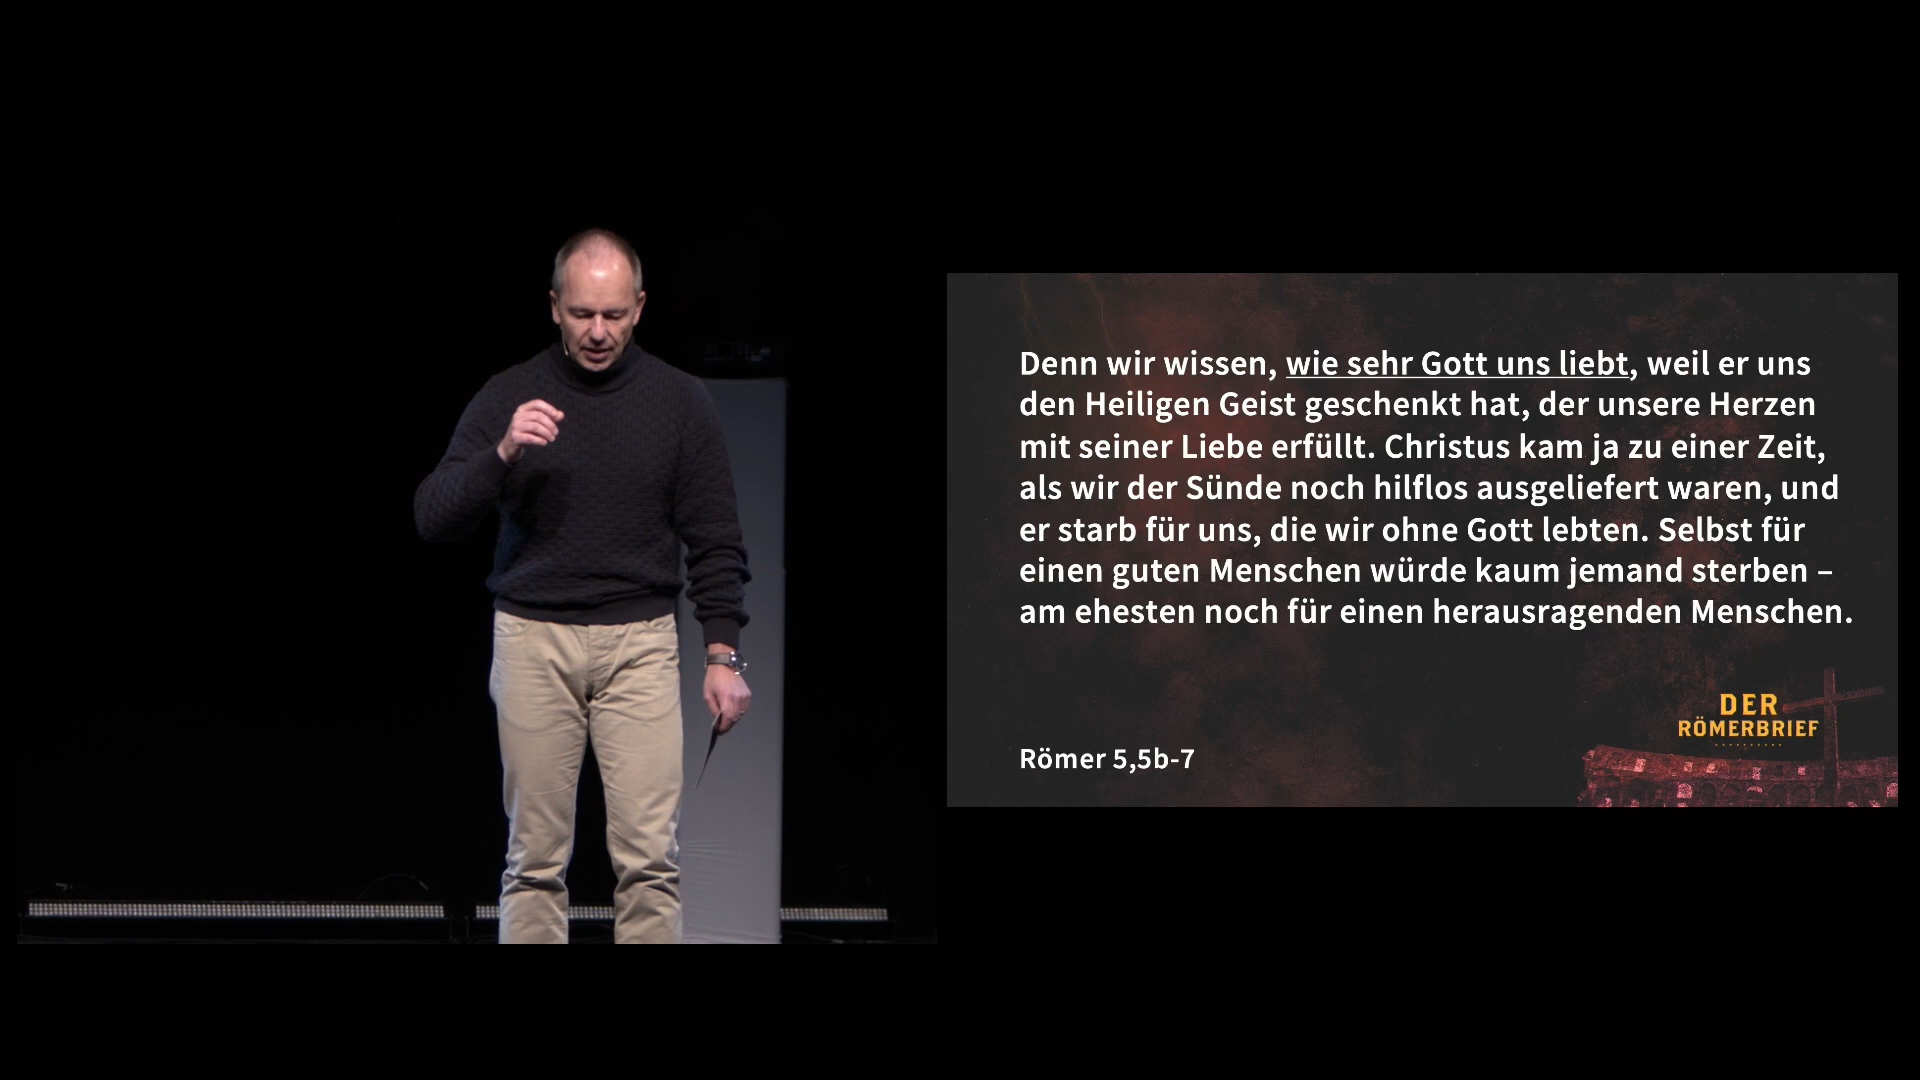 Denn wir wissen, wie sehr Gott uns liebt, weil er uns
den Heiligen Geist geschenkt hat, der unsere Herzen
mit seiner Liebe erfüllt. Christus kam ja zu einer Zeit,
als wir der Sünde noch hilflos ausgeliefert waren, und
er starb für uns, die wir ohne Gott lebten. Selbst für
einen guten Menschen würde kaum jemand sterben –
am ehesten noch für einen herausragenden Menschen.
DER
RÖMERBRIEF
Römer 5,5b-7